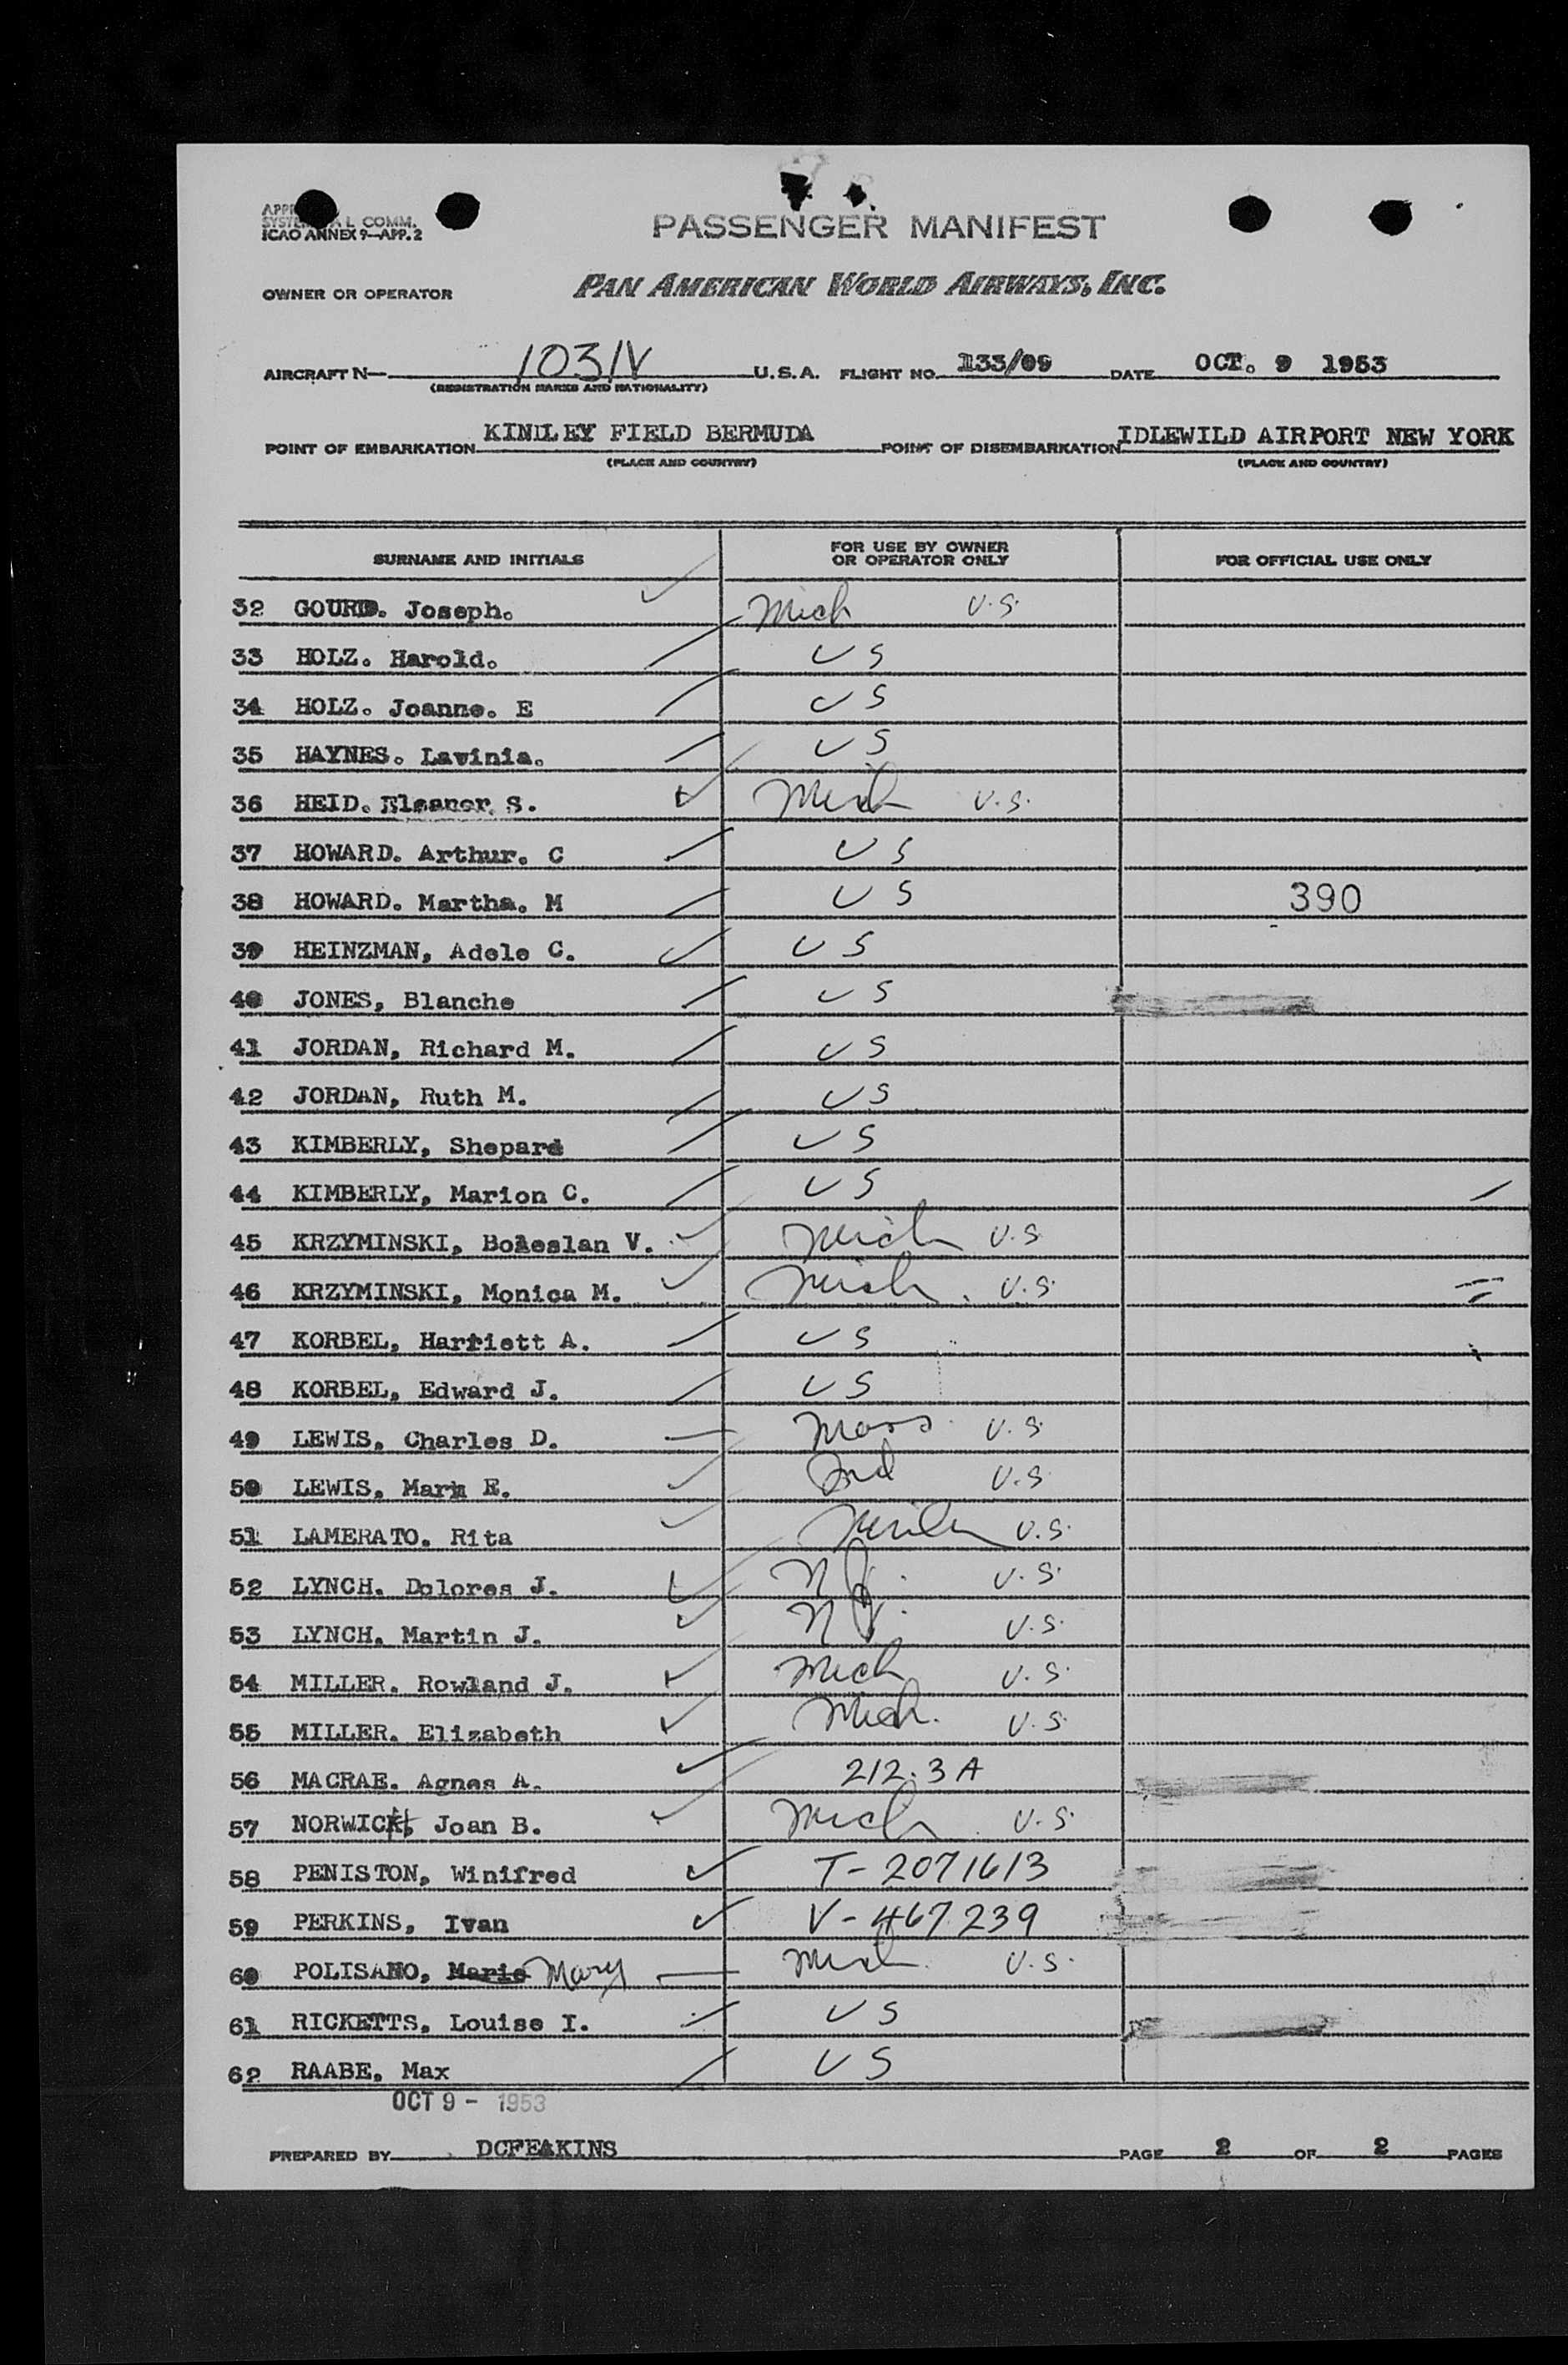 COMM.
ICAO ANNEX 9—APP. 2
PASSENGER MANIFEST
OWNER OR OPERATOR PAN AMERICAN WORLD AIRWAYS, INC.
AIRCRAFT N— 1031V U.S.A. FLIGHT NO. 133/09 DATE OCT. 9 1953
(REGISTRATION MARKS AND NATIONALITY)
POINT OF EMBARKATION KINDLEY FIELD BERMUDA POINT OF DISEMBARKATION IDLEWILD AIRPORT NEW YORK
(PLACE AND COUNTRY) (PLACE AND COUNTRY)
SURNAME AND INITIALS FOR USE BY OWNER OR OPERATOR ONLY FOR OFFICIAL USE ONLY
32 GOURD. Joseph. Mich U.S.
33 HOLZ. Harold. US
34 HOLZ. Joanne. E US
35 HAYNES. Lavinia. US
36 HEID. Eleanor S. Mich U.S.
37 HOWARD. Arthur. C US
38 HOWARD. Martha. M US 390
39 HEINZMAN, Adele C. US
40 JONES, Blanche US
41 JORDAN, Richard M. US
42 JORDAN, Ruth M. US
43 KIMBERLY, Shepard US
44 KIMBERLY, Marion C. US
45 KRZYMINSKI, Boleslan V. Mich U.S.
46 KRZYMINSKI, Monica M. Mich. U.S.
47 KORBEL, Harriett A. US
48 KORBEL, Edward J. US
49 LEWIS, Charles D. Mass. U.S.
50 LEWIS, E. Ind U.S.
51 LAMERATO. Rita Mich U.S.
52 LYNCH. Dolores J. N.J. U.S.
53 LYNCH. Martin J. N.J. U.S.
54 MILLER. Rowland J. Mich U.S.
55 MILLER. Elizabeth Mich. U.S.
56 MACRAE. Agnes A. 212.3A
57 NORWICH, Joan B. Mich. U.S.
58 PENISTON, Winifred T-2071613
59 PERKINS, Ivan V-467239
60 POLISANO, Marie Mary Mich. U.S.
61 RICKETTS, Louise I. US
62 RAABE, Max US
OCT 9 - 1953
PREPARED BY DCFEAKINS PAGE 2 OF 2 PAGES